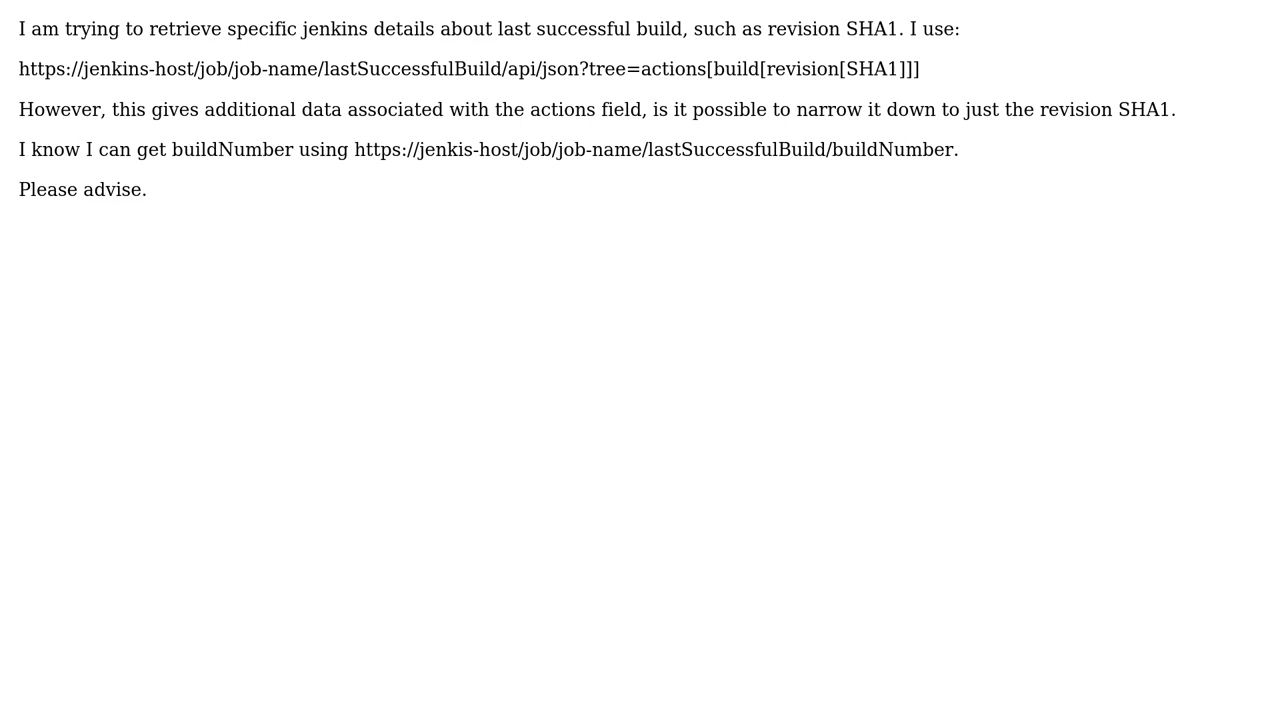 I am trying to retrieve specific jenkins details about last successful build, such as revision SHA1. I use:
https://jenkins-host/job/job-name/lastSuccessfulBuild/api/json?tree=actions[build[revision[SHA1]]]
However, this gives additional data associated with the actions field, is it possible to narrow it down to just the revision SHA1.
I know I can get buildNumber using https://jenkis-host/job/job-name/lastSuccessfulBuild/buildNumber.
Please advise.